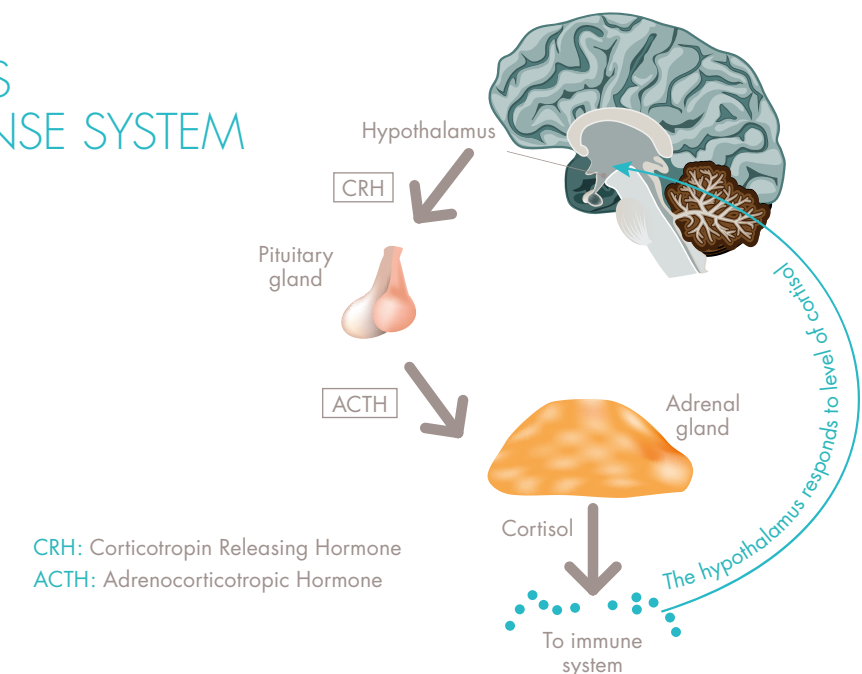 S
NSE SYSTEM
Hypothalamus
CRH
Pituitary
gland
ACTH
Adrenal
gland
Cortisol
The hypothalamus responds to level of cortisol
CRH: Corticotropin Releasing Hormone
ACTH: Adrenocorticotropic Hormone
To immune
system